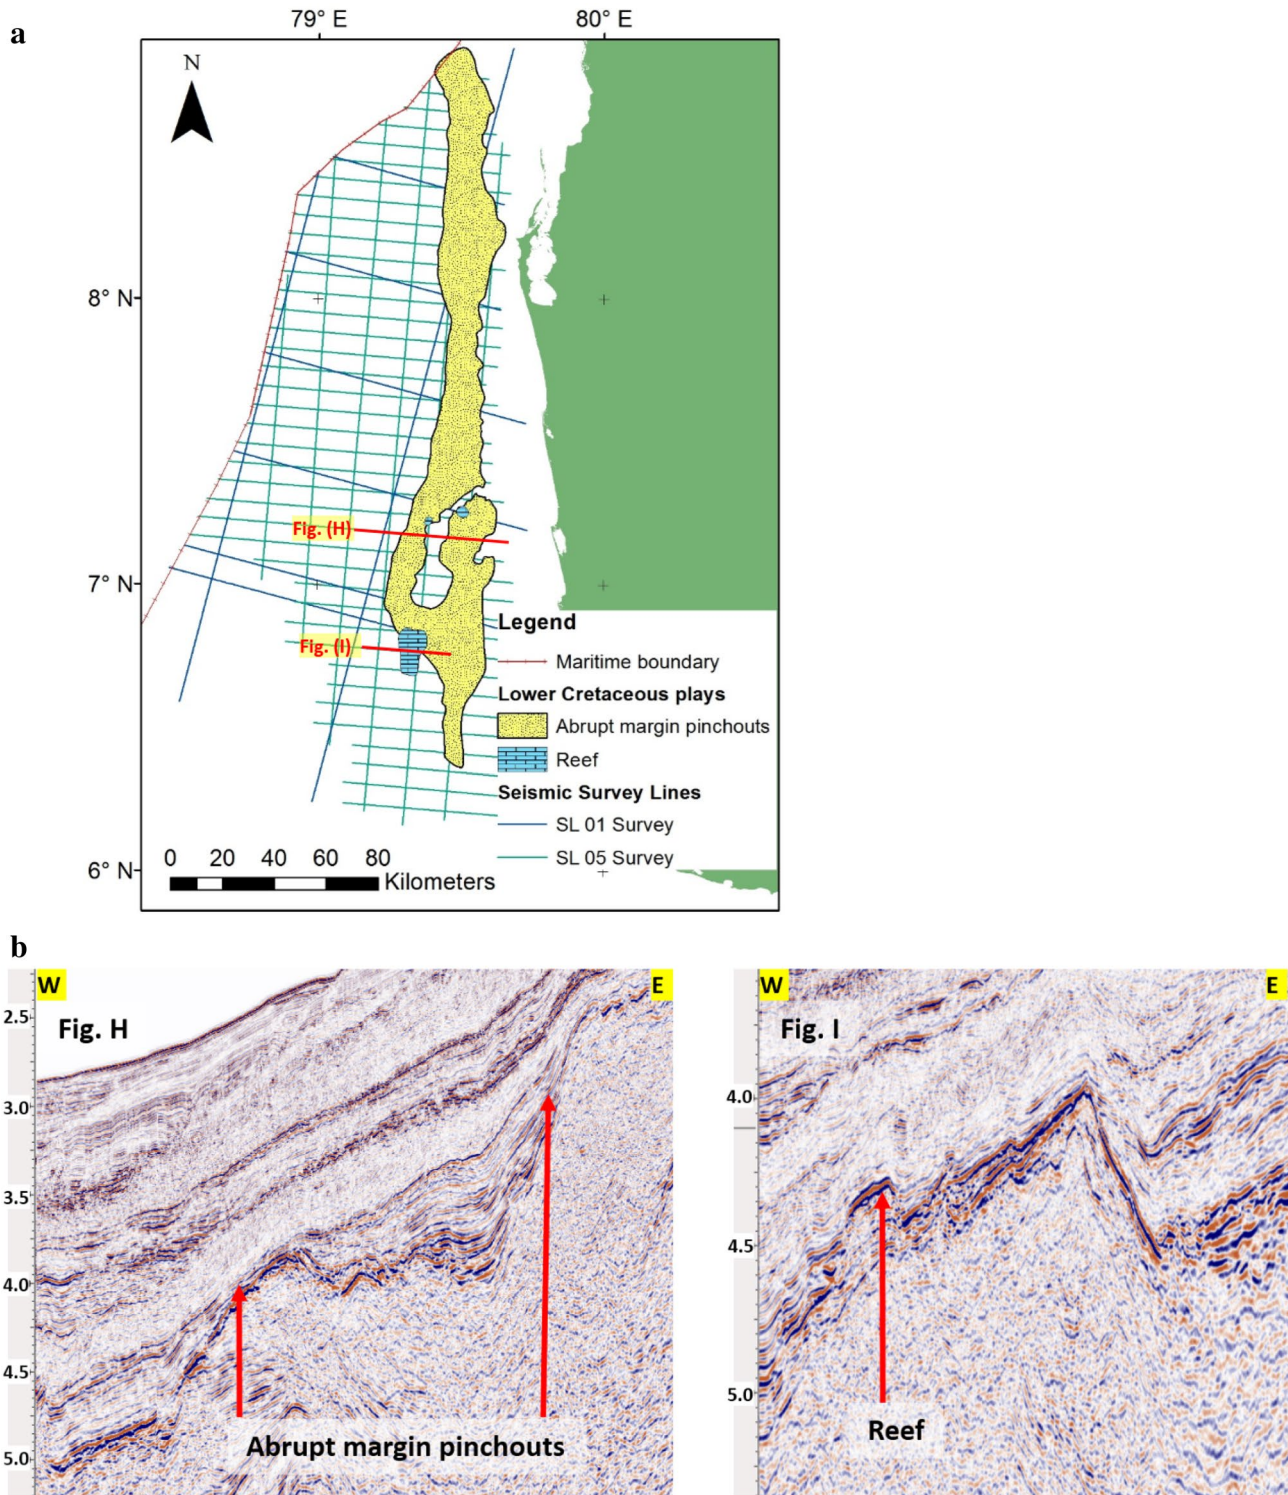 a
79° E
80° E
N
8° N
7° N
6° N
Fig. (H)
Fig. (I)
Legend
Maritime boundary
Lower Cretaceous plays
Abrupt margin pinchouts
Reef
Seismic Survey Lines
SL 01 Survey
SL 05 Survey
0 20 40 60 80
Kilometers
b
W
E
Fig. H
2.5
3.0
3.5
4.0
4.5
5.0
Abrupt margin pinchouts
W
E
Fig. I
4.0
4.5
5.0
Reef